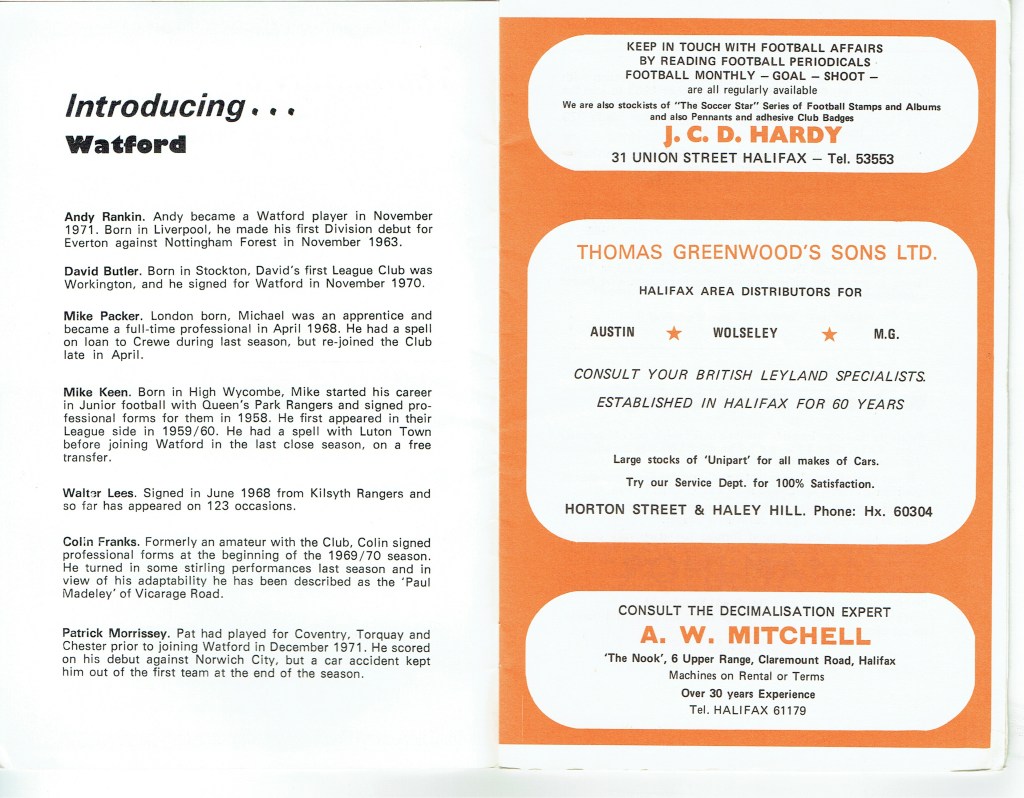 Introducing...
Watford
Andy Rankin. Andy became a Watford player in November
1971. Born in Liverpool, he made his first Division debut for
Everton against Nottingham Forest in November 1963.
David Butler. Born in Stockton, David's first League Club was
Workington, and he signed for Watford in November 1970.
Mike Packer. London born, Michael was an apprentice and
became a full-time professional in April 1968. He had a spell
on loan to Crewe during last season, but re-joined the Club
late in April.
Mike Keen. Born in High Wycombe, Mike started his career
in Junior football with Queen's Park Rangers and signed pro-
fessional forms for them in 1958. He first appeared in their
League side in 1959/60. He had a spell with Luton Town
before joining Watford in the last close season, on a free
transfer.
Walter Lees. Signed in June 1968 from Kilsyth Rangers and
so far has appeared on 123 occasions.
Colin Franks. Formerly an amateur with the Club, Colin signed
professional forms at the beginning of the 1969/70 season.
He turned in some stirling performances last season and in
view of his adaptability he has been described as the 'Paul
Madeley' of Vicarage Road.
Patrick Morrissey. Pat had played for Coventry, Torquay and
Chester prior to joining Watford in December 1971. He scored
on his debut against Norwich City, but a car accident kept
him out of the first team at the end of the season.
KEEP IN TOUCH WITH FOOTBALL AFFAIRS
BY READING FOOTBALL PERIODICALS
FOOTBALL MONTHLY – GOAL – SHOOT –
are all regularly available
We are also stockists of "The Soccer Star" Series of Football Stamps and Albums
and also Pennants and adhesive Club Badges
J. C. D. HARDY
31 UNION STREET HALIFAX – Tel. 53553
THOMAS GREENWOOD'S SONS LTD.
HALIFAX AREA DISTRIBUTORS FOR
AUSTIN ★ WOLSELEY ★ M.G.
CONSULT YOUR BRITISH LEYLAND SPECIALISTS.
ESTABLISHED IN HALIFAX FOR 60 YEARS
Large stocks of 'Unipart' for all makes of Cars.
Try our Service Dept. for 100% Satisfaction.
HORTON STREET & HALEY HILL. Phone: Hx. 60304
CONSULT THE DECIMALISATION EXPERT
A. W. MITCHELL
'The Nook', 6 Upper Range, Claremount Road, Halifax
Machines on Rental or Terms
Over 30 years Experience
Tel. HALIFAX 61179